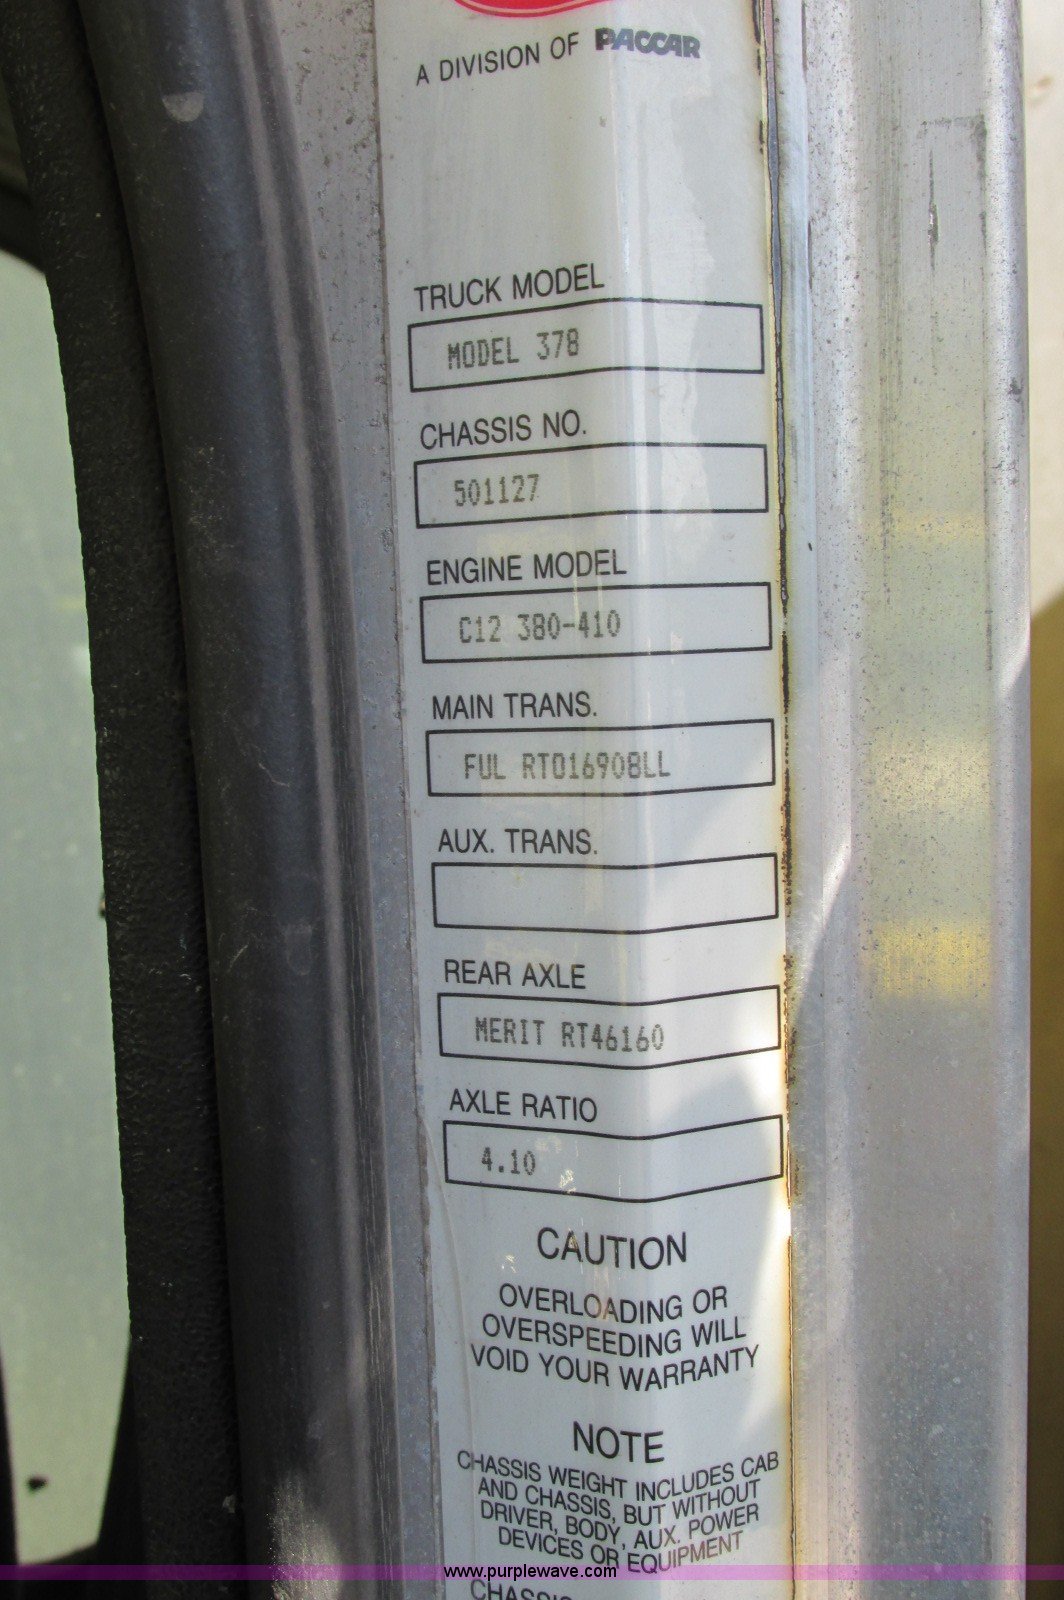 A DIVISION OF PACCAR
TRUCK MODEL
MODEL 378
CHASSIS NO.
501127
ENGINE MODEL
C12 380-410
MAIN TRANS.
FUL RTO16908LL
AUX. TRANS.
REAR AXLE
MERIT RT46160
AXLE RATIO
4.10
CAUTION
OVERLOADING OR
OVERSPEEDING WILL
VOID YOUR WARRANTY
NOTE
CHASSIS WEIGHT INCLUDES CAB
AND CHASSIS, BUT WITHOUT
DRIVER, BODY, AUX. POWER
DEVICES OR EQUIPMENT
www.purplewave.com
CHASSIS